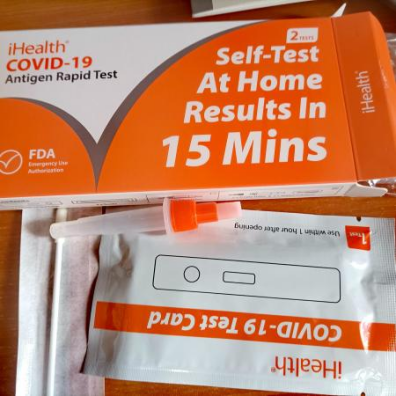 iHealth®
COVID-19
Antigen Rapid Test
FDA
Emergency Use
Authorization
2 TESTS
Self-Test
At Home
Results In
15 Mins
iHealth®
1 Test
Use within 1 hour after opening
COVID-19 Test Card
iHealth®